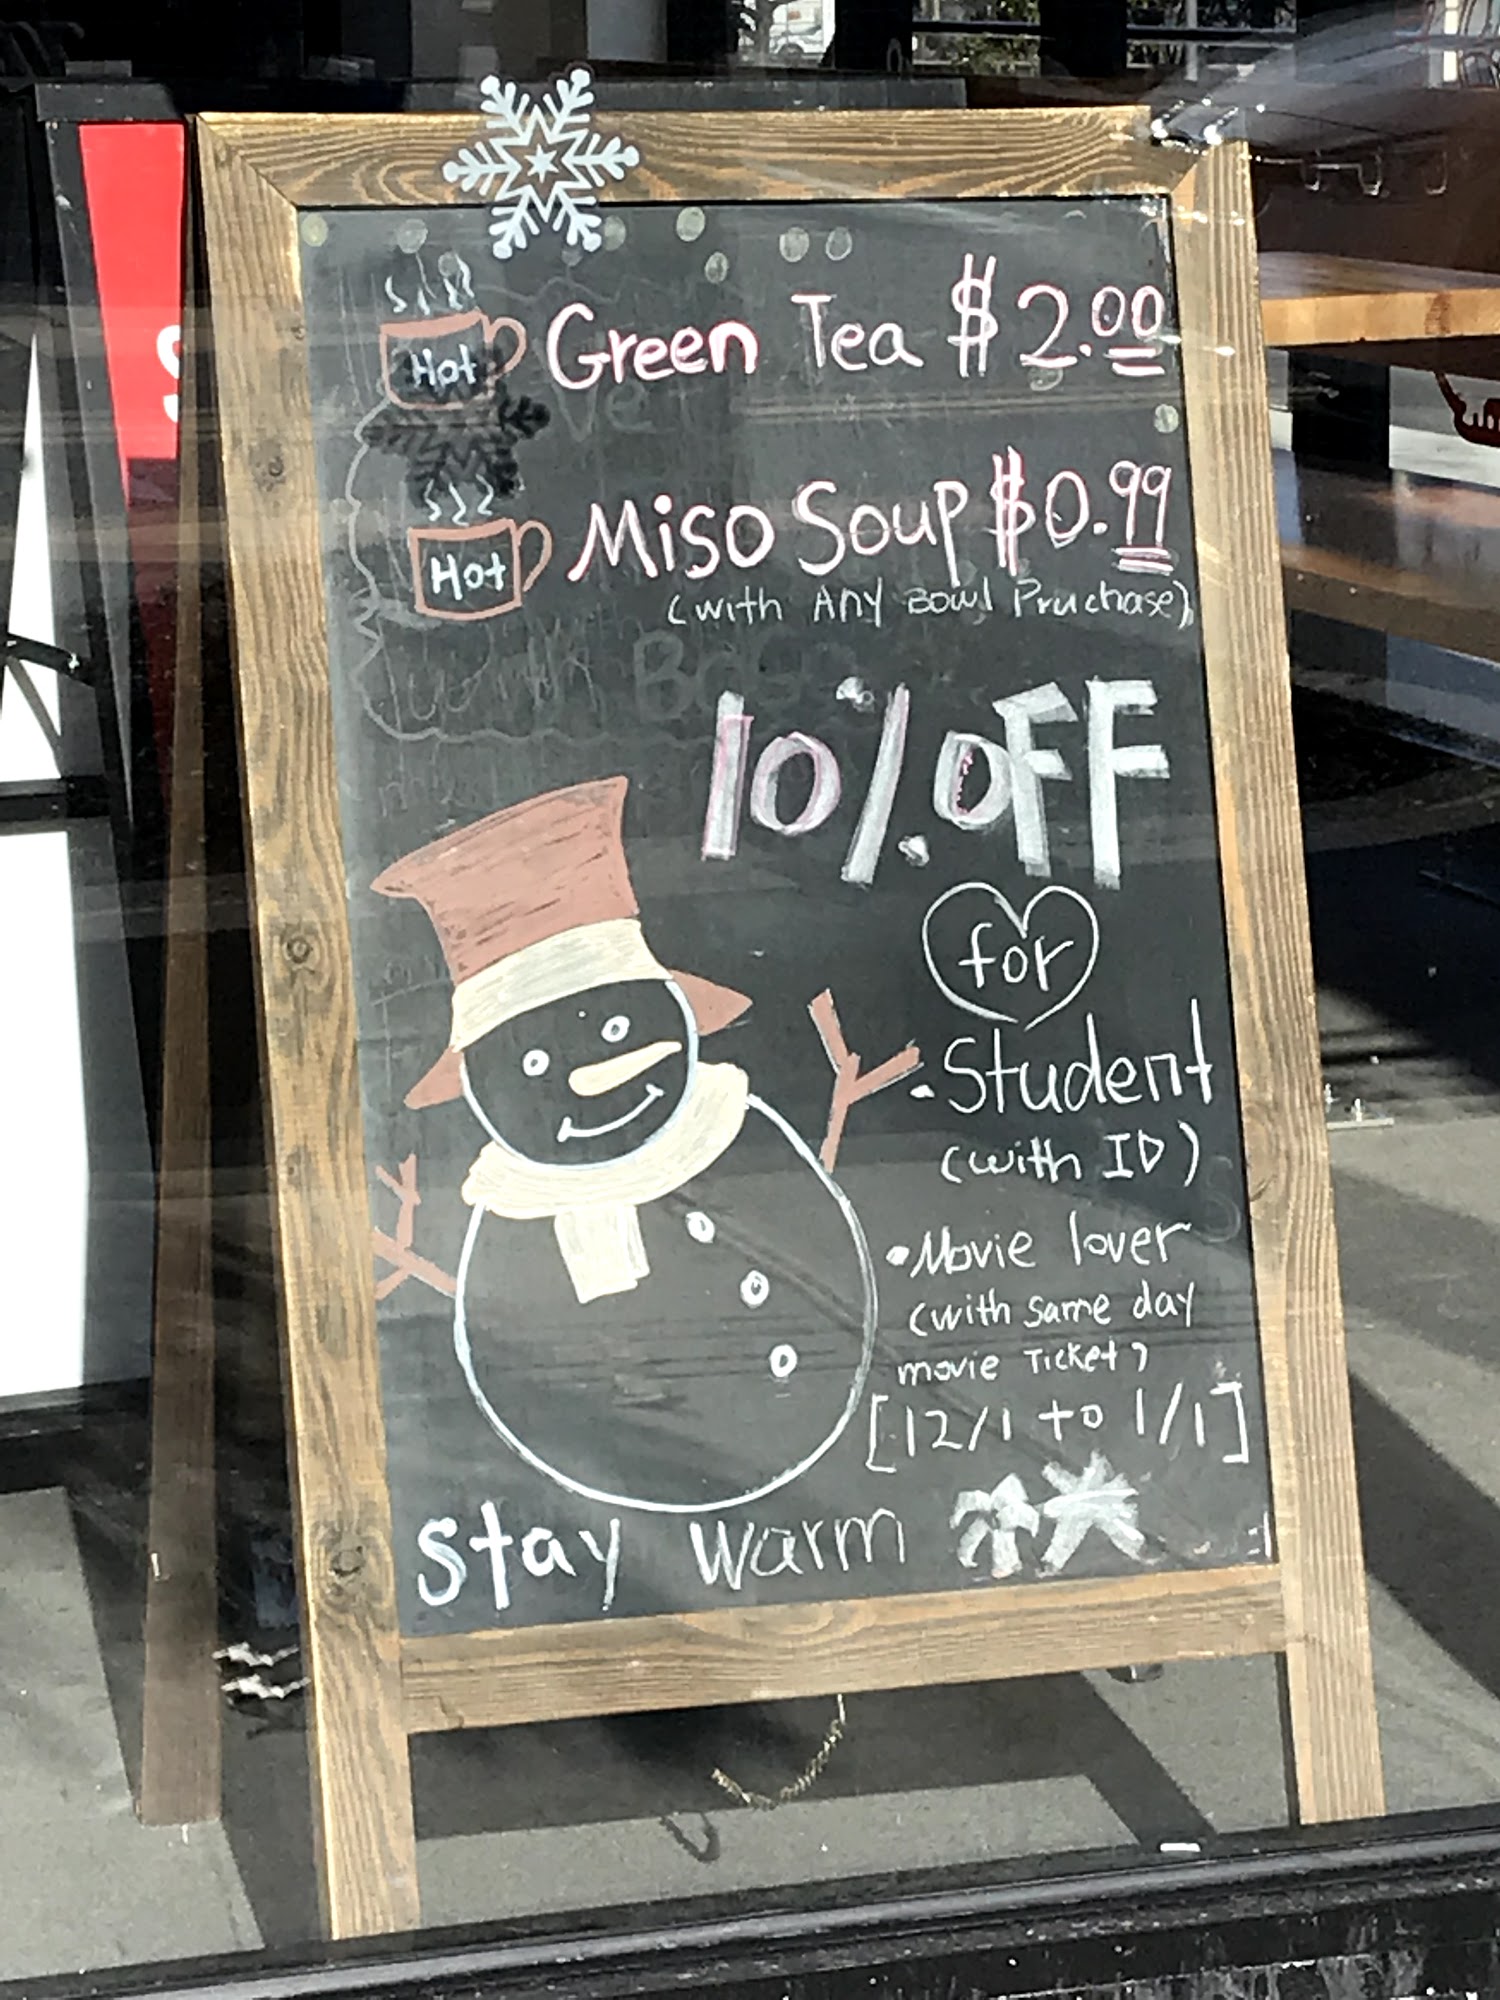 Hot Green Tea $2.00
Hot Miso Soup $0.99
(with Any Bowl Pruchase)
10% OFF
for
• Student
(with ID)
• Movie lover
(with same day
movie Ticket)
[12/1 to 1/1]
Stay warm